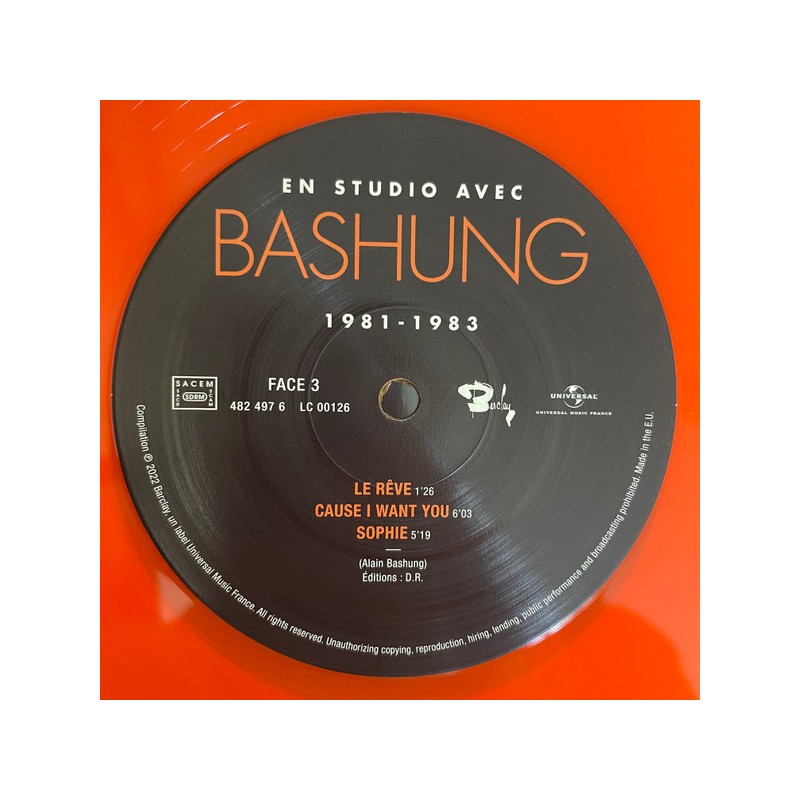 EN STUDIO AVEC
BASHUNG
1981-1983
SACEM
SACD
SDRM
SCAM
FACE 3
482 497 6 LC 00126
Barclay
UNIVERSAL
UNIVERSAL MUSIC FRANCE
LE RÊVE 1'26
CAUSE I WANT YOU 6'03
SOPHIE 5'19
(Alain Bashung)
Éditions : D.R.
Compilation ℗ 2022 Barclay, un label Universal Music France. All rights reserved. Unauthorizing copying, reproduction, hiring, lending, public performance and broadcasting prohibited. Made in the E.U.